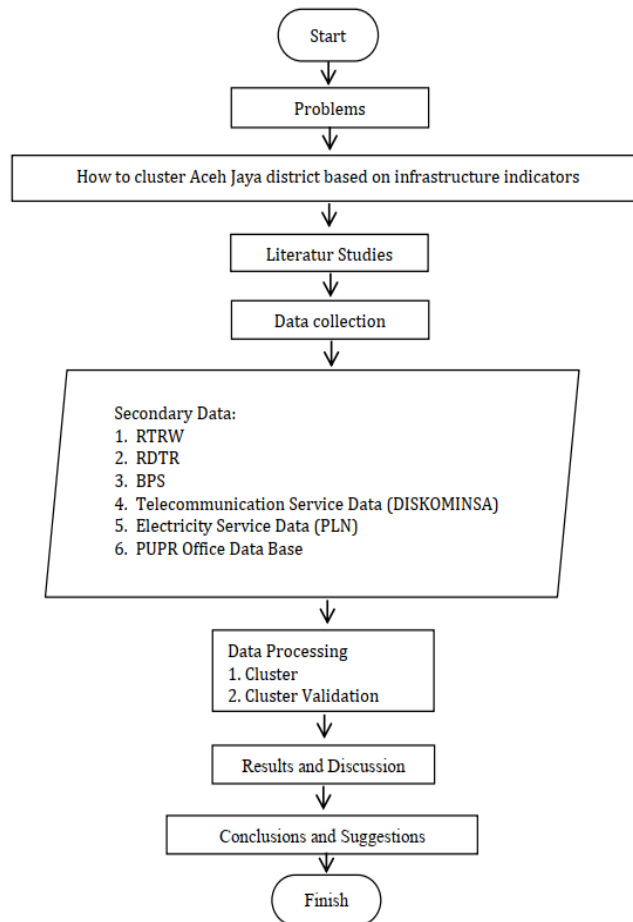 Start
Problems
How to cluster Aceh Jaya district based on infrastructure indicators
Literatur Studies
Data collection
Secondary Data:
1. RTRW
2. RDTR
3. BPS
4. Telecommunication Service Data (DISKOMINSA)
5. Electricity Service Data (PLN)
6. PUPR Office Data Base
Data Processing
1. Cluster
2. Cluster Validation
Results and Discussion
Conclusions and Suggestions
Finish